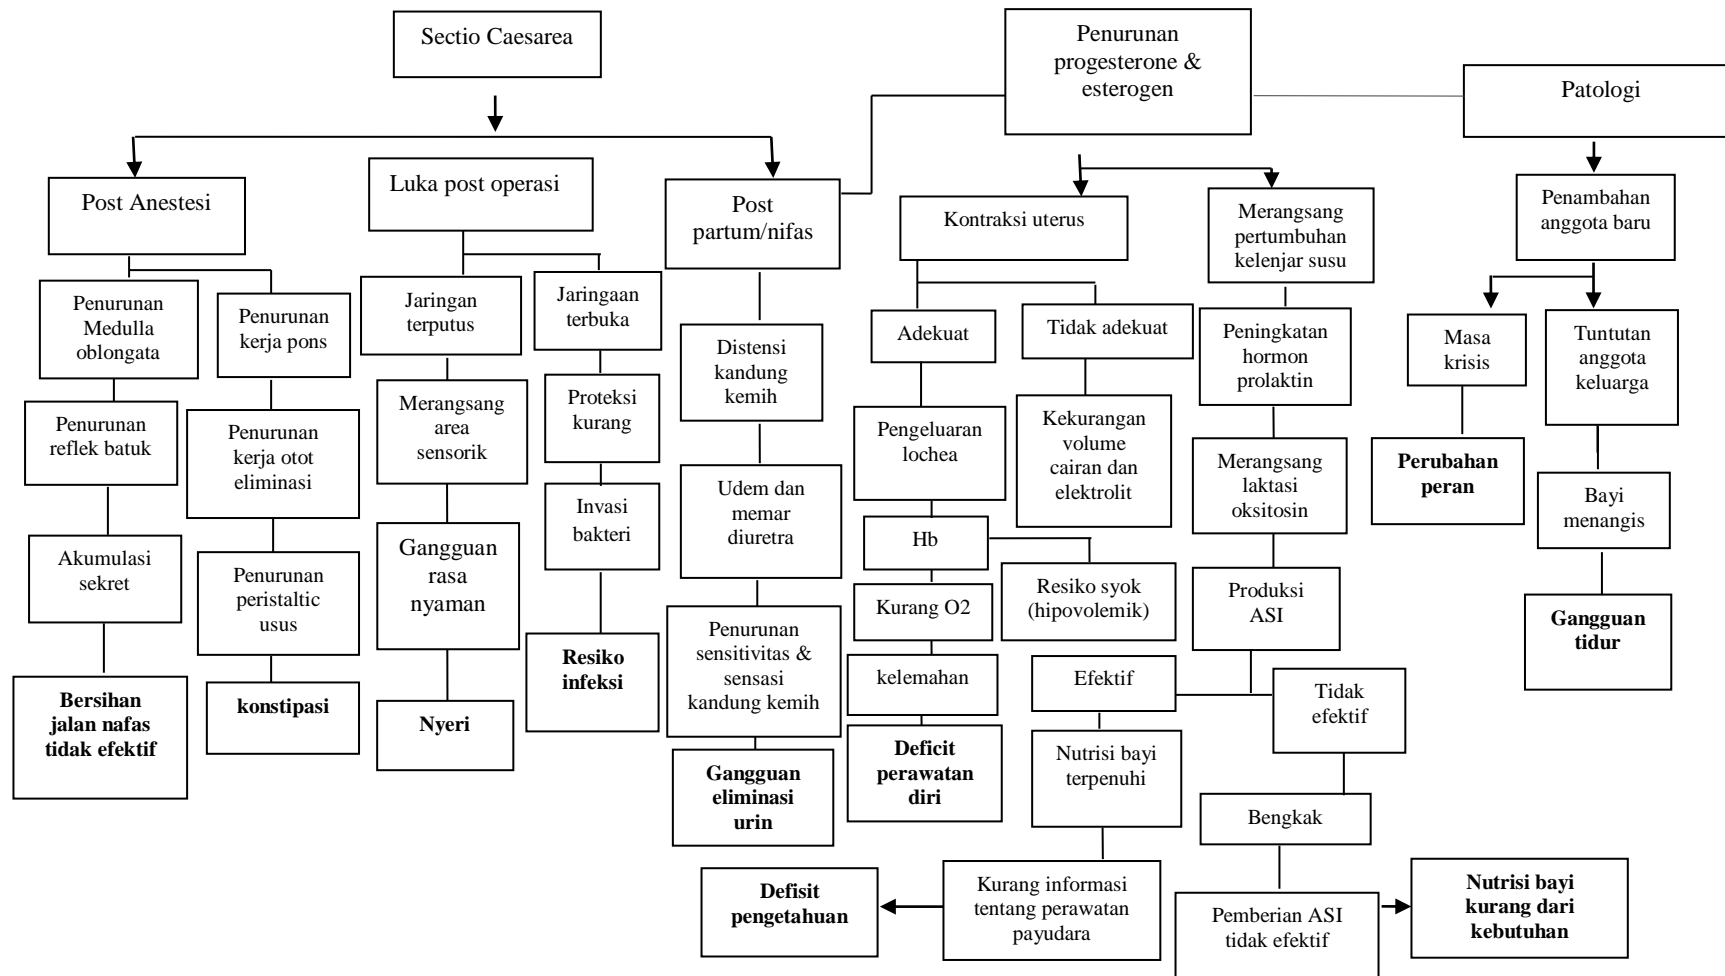 Sectio Caesarea
Penurunan
progesterone &
esterogen
Patologi
Post Anestesi
Luka post operasi
Post
partum/nifas
Kontraksi uterus
Merangsang
pertumbuhan
kelenjar susu
Penambahan
anggota baru
Penurunan
Medulla
oblongata
Penurunan
kerja pons
Jaringan
terputus
Jaringaan
terbuka
Distensi
kandung
kemih
Adekuat
Tidak adekuat
Peningkatan
hormon
prolaktin
Masa
krisis
Tuntutan
anggota
keluarga
Penurunan
reflek batuk
Penurunan
kerja otot
eliminasi
Merangsang
area
sensorik
Proteksi
kurang
Pengeluaran
lochea
Kekurangan
volume
cairan dan
elektrolit
Merangsang
laktasi
oksitosin
Perubahan
peran
Bayi
menangis
Akumulasi
sekret
Penurunan
peristaltic
usus
Gangguan
rasa
nyaman
Invasi
bakteri
Udem dan
memar
diuretra
Hb
Resiko syok
(hipovolemik)
Produksi
ASI
Gangguan
tidur
Kurang O2
Bersihan
jalan nafas
tidak efektif
konstipasi
Nyeri
Resiko
infeksi
Penurunan
sensitivitas &
sensasi
kandung kemih
kelemahan
Efektif
Tidak
efektif
Gangguan
eliminasi
urin
Deficit
perawatan
diri
Nutrisi bayi
terpenuhi
Bengkak
Defisit
pengetahuan
Kurang informasi
tentang perawatan
payudara
Pemberian ASI
tidak efektif
Nutrisi bayi
kurang dari
kebutuhan